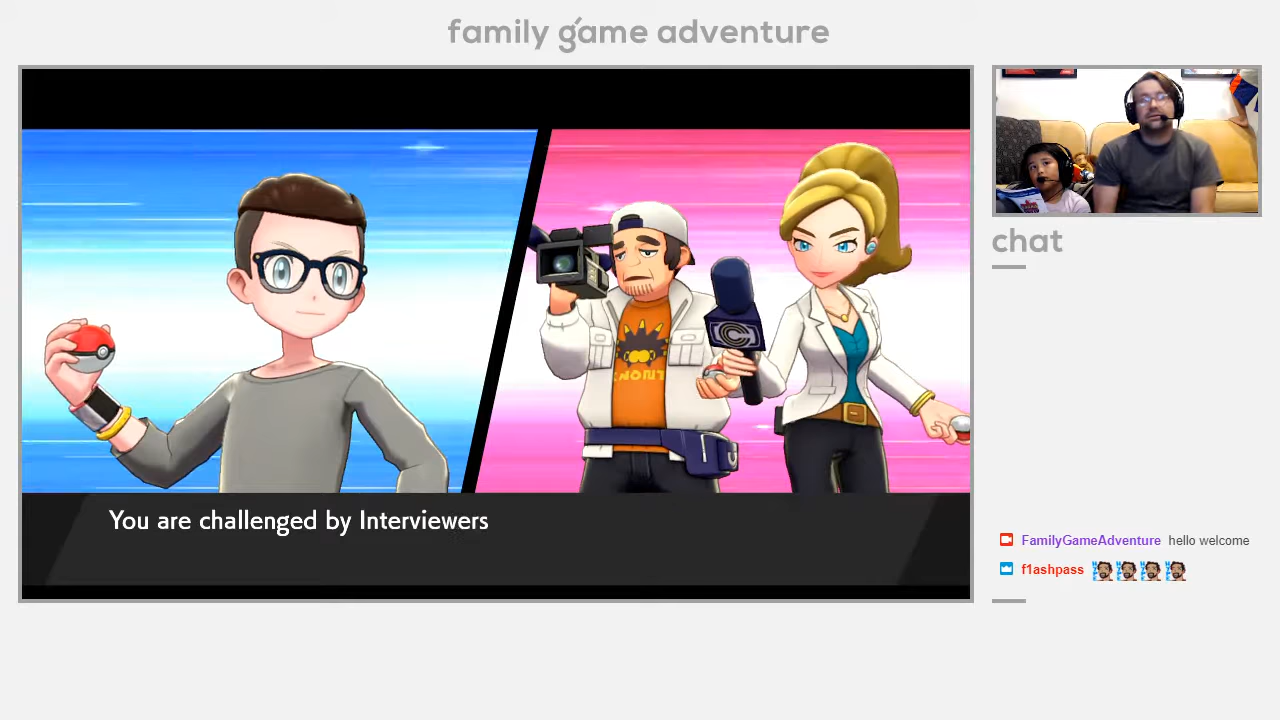 family game adventure
You are challenged by Interviewers
chat
FamilyGameAdventure hello welcome
f1ashpass